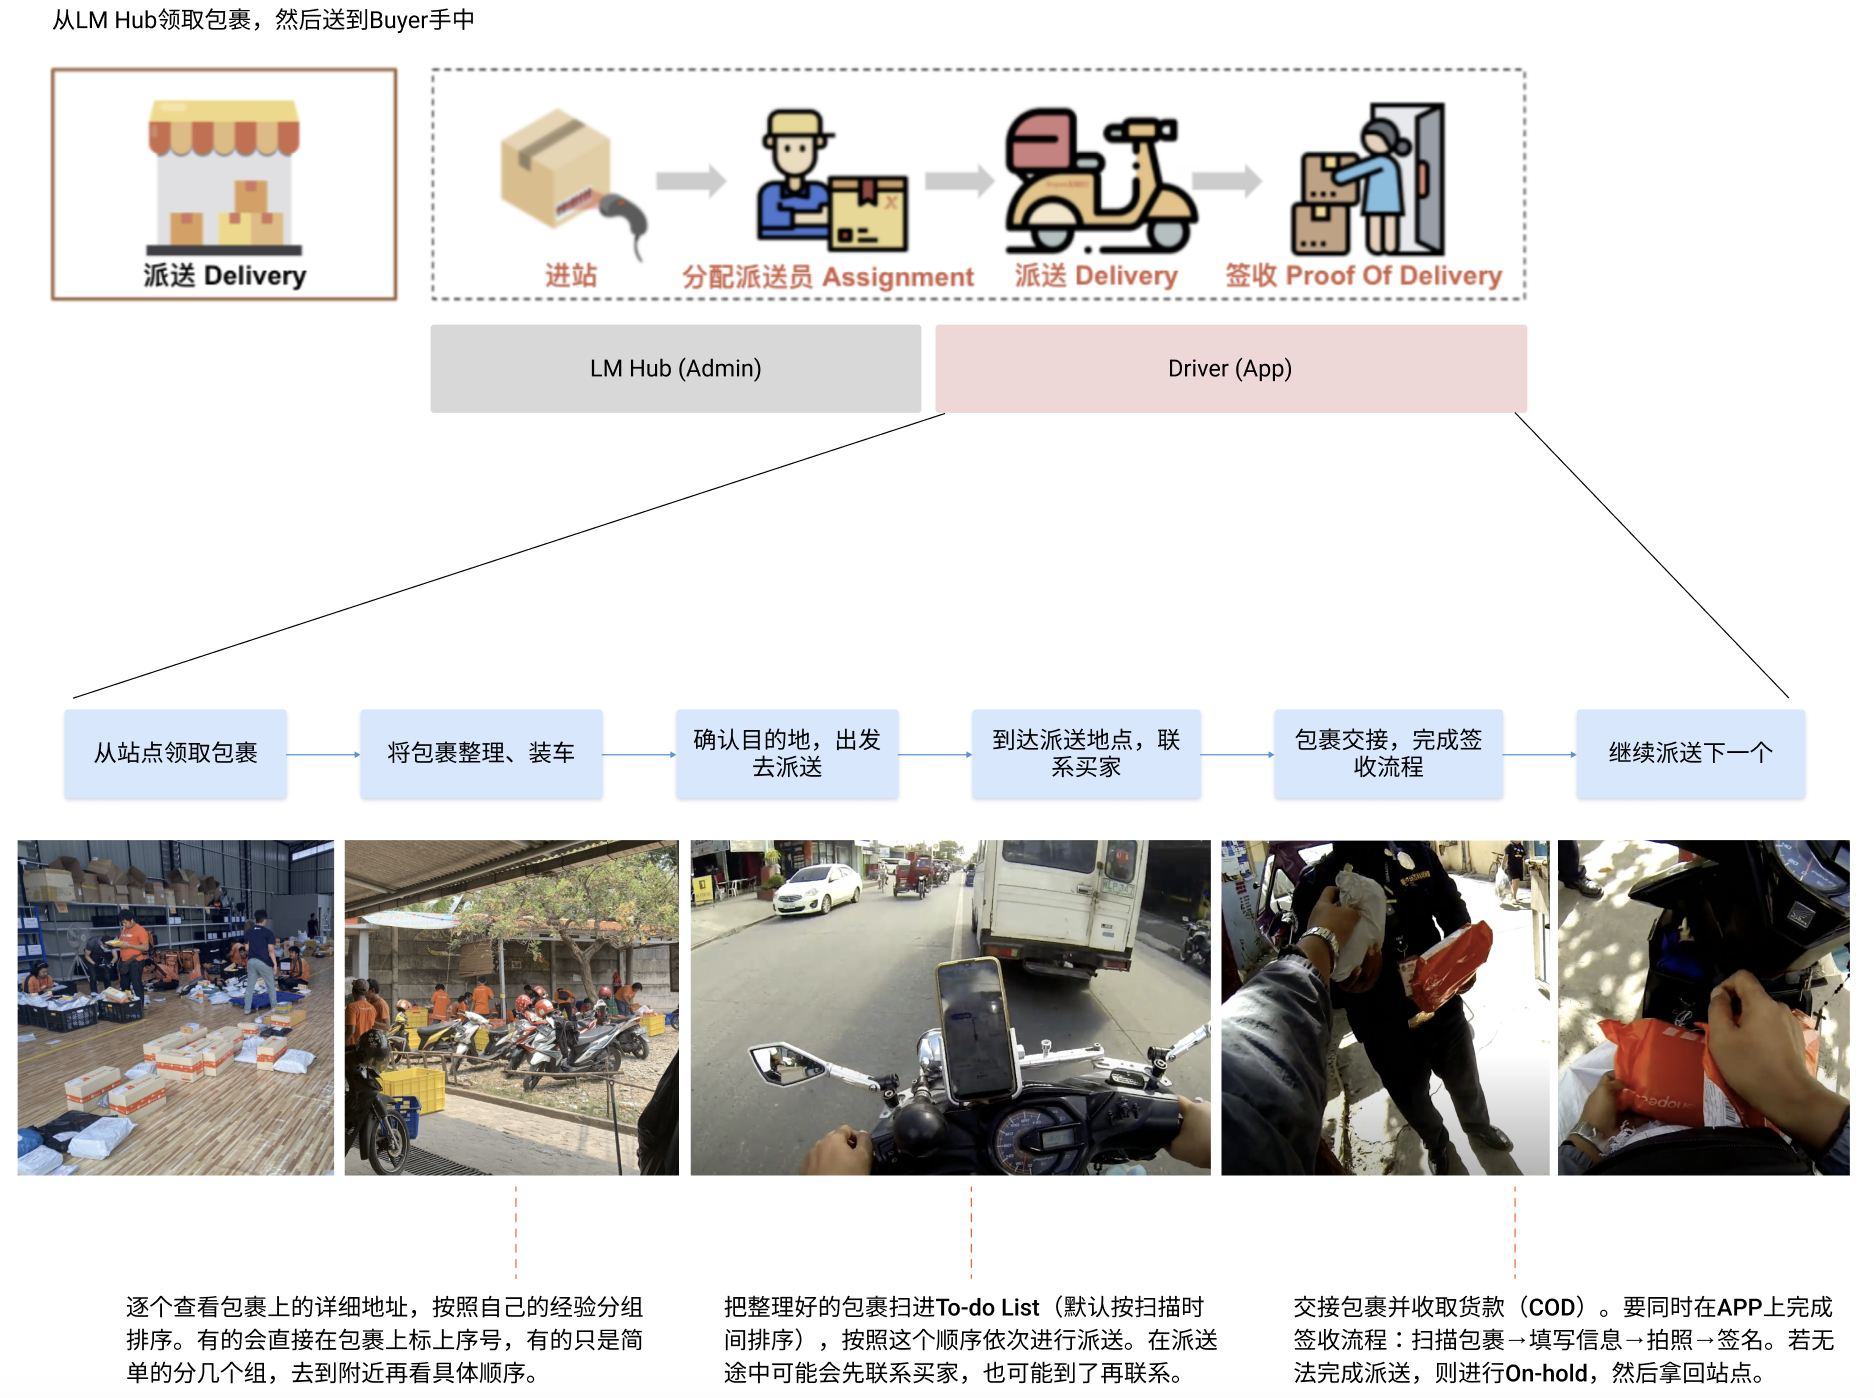 从LM Hub领取包裹，然后送到Buyer手中
派送 Delivery
进站
分配派送员 Assignment
派送 Delivery
签收 Proof Of Delivery
LM Hub (Admin)
Driver (App)
从站点领取包裹
将包裹整理、装车
确认目的地，出发
去派送
到达派送地点，联
系买家
包裹交接，完成签
收流程
继续派送下一个
逐个查看包裹上的详细地址，按照自己的经验分组
排序。有的会直接在包裹上标上序号，有的只是简
单的分几个组，去到附近再看具体顺序。
把整理好的包裹扫进To-do List（默认按扫描时
间排序），按照这个顺序依次进行派送。在派送
途中可能会先联系买家，也可能到了再联系。
交接包裹并收取货款（COD）。要同时在APP上完成
签收流程：扫描包裹→填写信息→拍照→签名。若无
法完成派送，则进行On-hold，然后拿回站点。